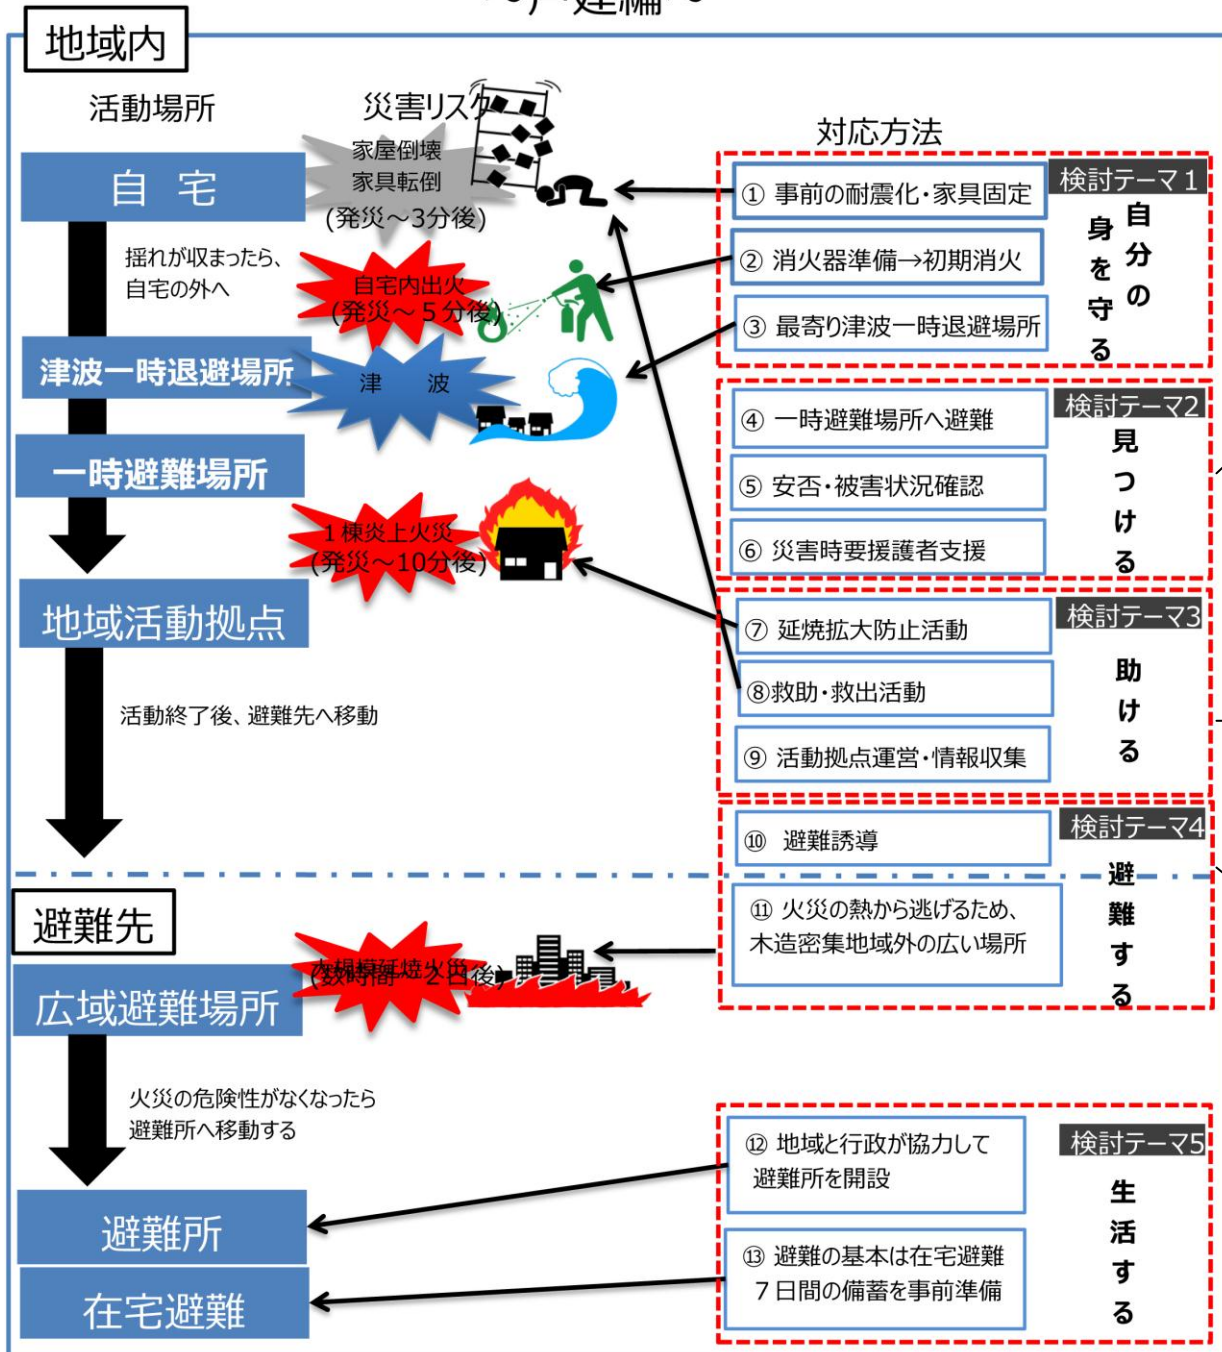 地域内
活動場所
災害リスク
対応方法
自 宅
家屋倒壊
家具転倒
(発災～3分後)
① 事前の耐震化・家具固定
検討テーマ1
自分の
身を守る
揺れが収まったら、
自宅の外へ
自宅内出火
(発災～５分後)
② 消火器準備→初期消火
③ 最寄り津波一時退避場所
津波一時退避場所
津　波
④ 一時避難場所へ避難
検討テーマ2
見つける
一時避難場所
⑤ 安否・被害状況確認
１棟炎上火災
(発災～10分後)
⑥ 災害時要援護者支援
地域活動拠点
⑦ 延焼拡大防止活動
検討テーマ3
助ける
⑧救助・救出活動
活動終了後、避難先へ移動
⑨ 活動拠点運営・情報収集
⑩ 避難誘導
検討テーマ4
避難する
避難先
⑪ 火災の熱から逃げるため、
木造密集地域外の広い場所
大規模延焼火災
(数時間～２日後)
広域避難場所
火災の危険性がなくなったら
避難所へ移動する
⑫ 地域と行政が協力して
避難所を開設
検討テーマ5
生活する
避難所
⑬ 避難の基本は在宅避難
７日間の備蓄を事前準備
在宅避難